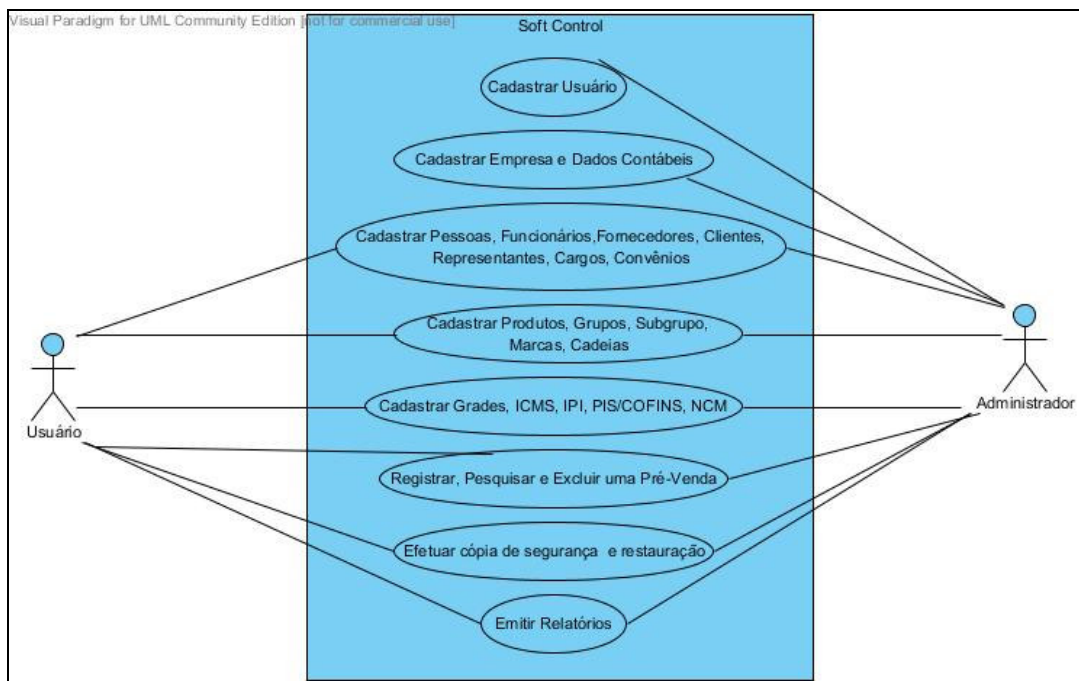 Visual Paradigm for UML Community Edition [not for commercial use]
Soft Control
Cadastrar Usuário
Cadastrar Empresa e Dados Contábeis
Cadastrar Pessoas, Funcionários,Fornecedores, Clientes,
Representantes, Cargos, Convênios
Cadastrar Produtos, Grupos, Subgrupo,
Marcas, Cadeias
Cadastrar Grades, ICMS, IPI, PIS/COFINS, NCM
Administrador
Usuário
Registrar, Pesquisar e Excluir uma Pré-Venda
Efetuar cópia de segurança e restauração
Emitir Relatórios